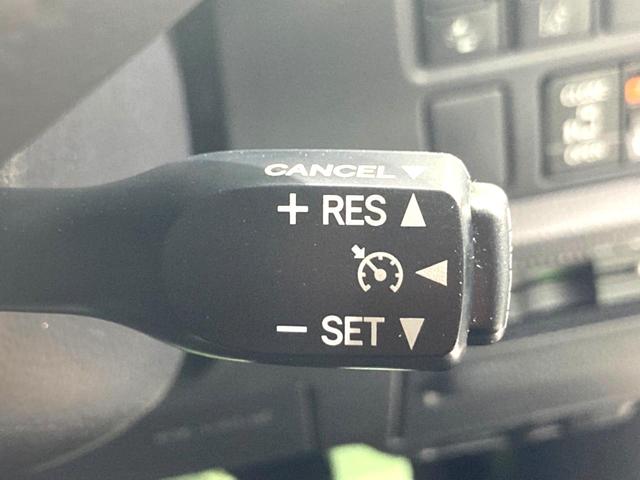 CANCEL ▼
+ RES ▲
◀
− SET ▼